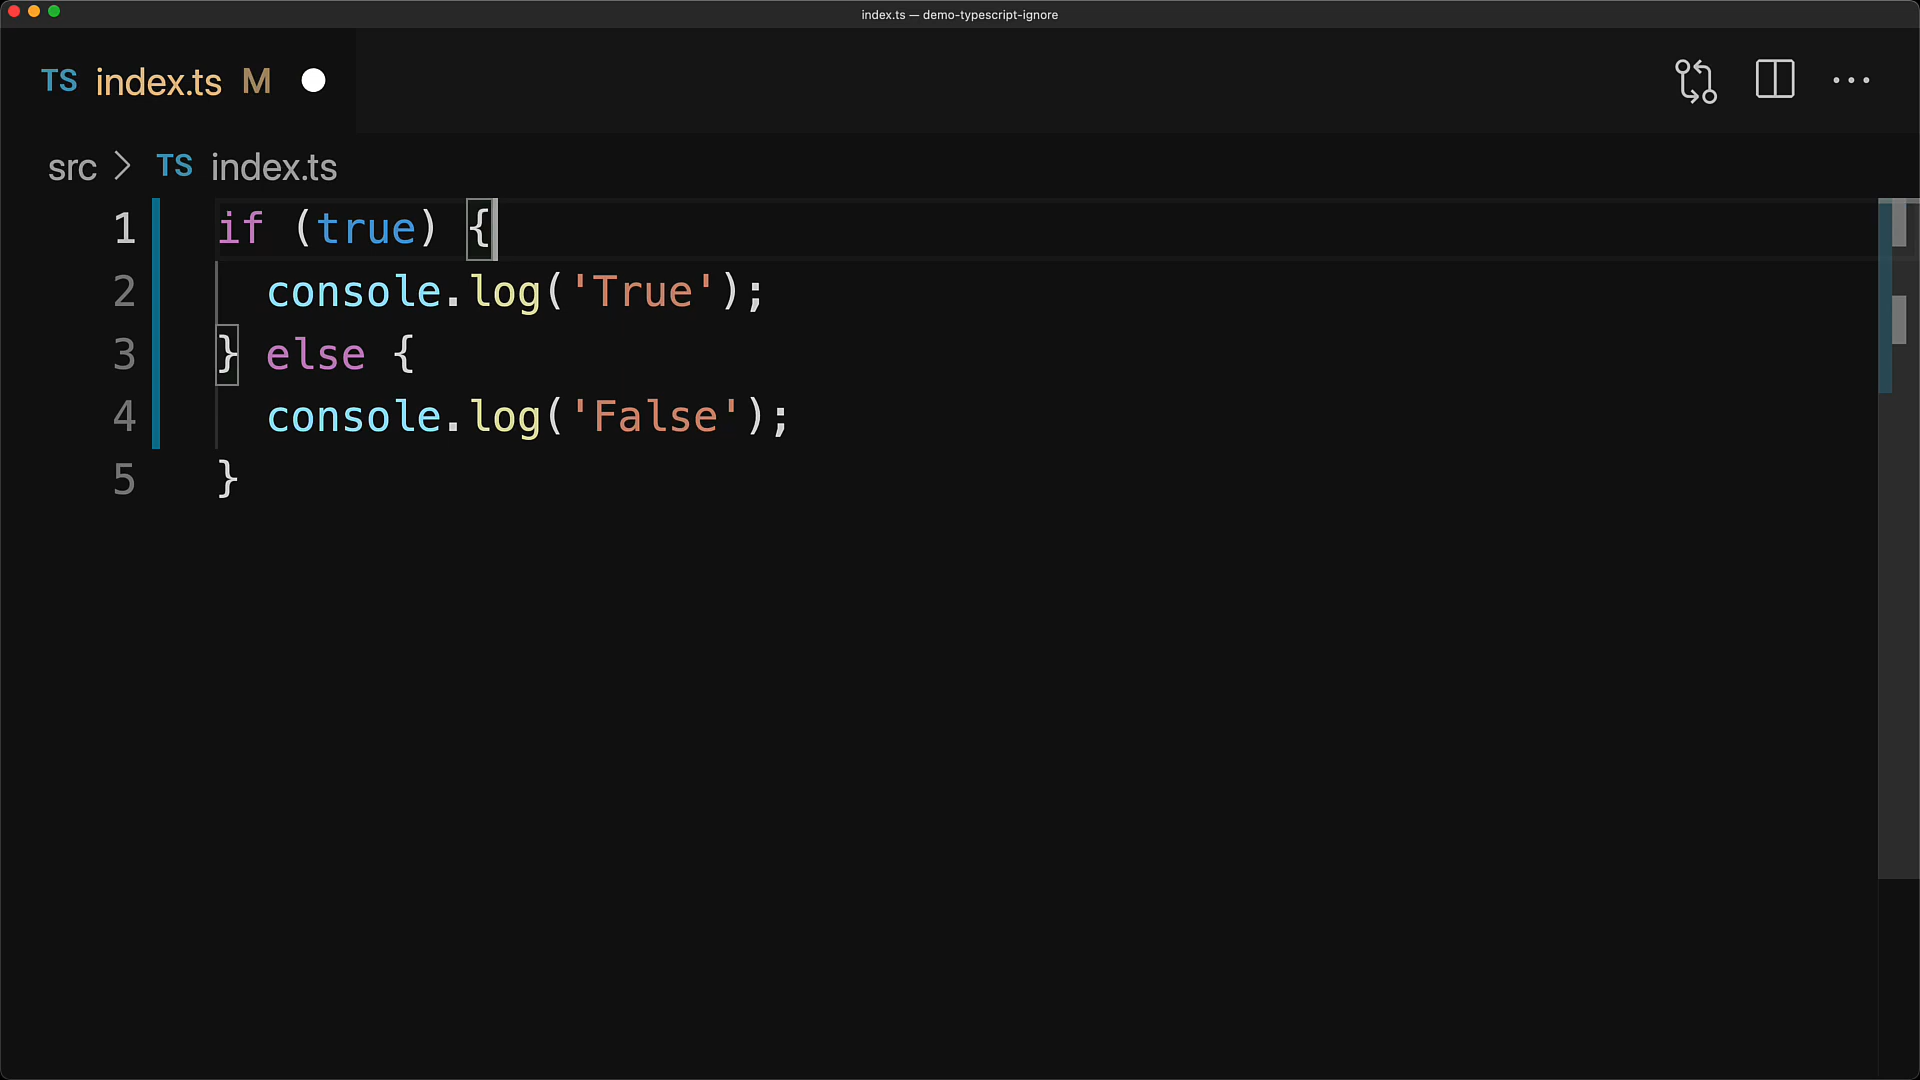 index.ts — demo-typescript-ignore
TS index.ts M
src > TS index.ts
1 if (true) {
2   console.log('True');
3 } else {
4   console.log('False');
5 }